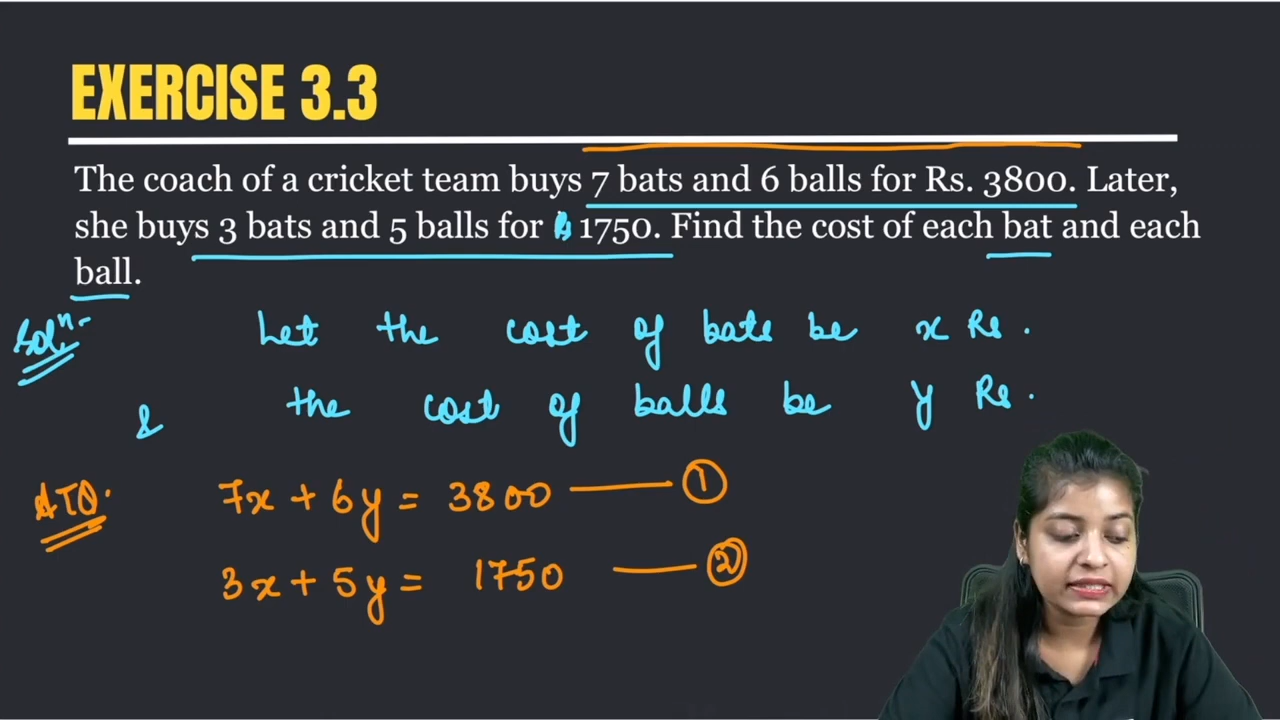 EXERCISE 3.3
The coach of a cricket team buys 7 bats and 6 balls for Rs. 3800. Later,
she buys 3 bats and 5 balls for Rs 1750. Find the cost of each bat and each
ball.
Solⁿ:- Let the cost of bats be x Rs.
& the cost of balls be y Rs.
ATQ. 7x + 6y = 3800 —— ①
3x + 5y = 1750 —— ②